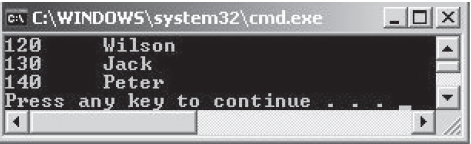 C:\WINDOWS\system32\cmd.exe
120 Wilson
130 Jack
140 Peter
Press any key to continue . . . _